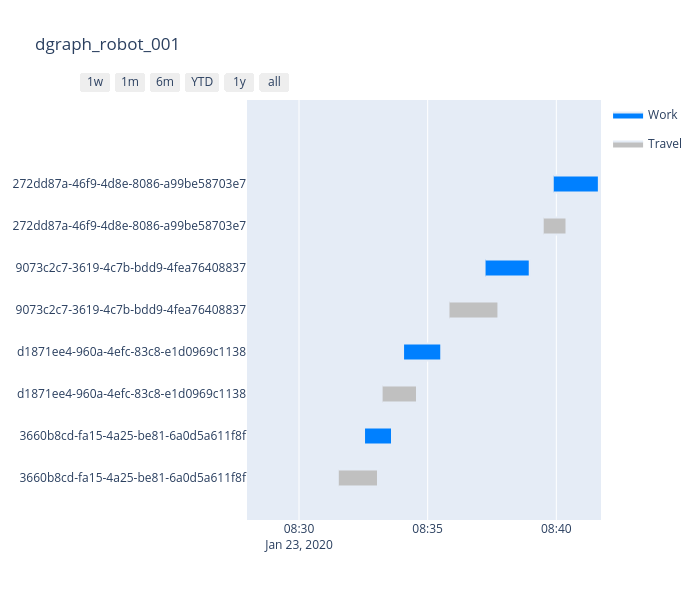 dgraph_robot_001
1w 1m 6m YTD 1y all
Work
Travel
272dd87a-46f9-4d8e-8086-a99be58703e7
272dd87a-46f9-4d8e-8086-a99be58703e7
9073c2c7-3619-4c7b-bdd9-4fea76408837
9073c2c7-3619-4c7b-bdd9-4fea76408837
d1871ee4-960a-4efc-83c8-e1d0969c1138
d1871ee4-960a-4efc-83c8-e1d0969c1138
3660b8cd-fa15-4a25-be81-6a0d5a611f8f
3660b8cd-fa15-4a25-be81-6a0d5a611f8f
08:30 08:35 08:40
Jan 23, 2020